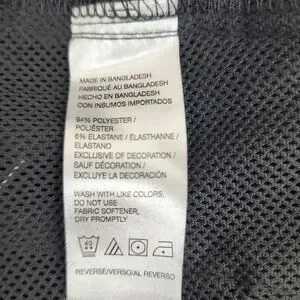 MADE IN BANGLADESH
FABRIQUÉ AU BANGLADESH
HECHO EN BANGLADESH
CON INSUMOS IMPORTADOS
94% POLYESTER /
POLIÉSTER
6% ELASTANE / ÉLASTHANNE /
ELASTANO
EXCLUSIVE OF DECORATION /
SAUF DÉCORATION /
EXCLUYE LA DECORACIÓN
WASH WITH LIKE COLORS,
DO NOT USE
FABRIC SOFTENER,
DRY PROMPTLY
40
REVERSE/VERSO/AL REVERSO